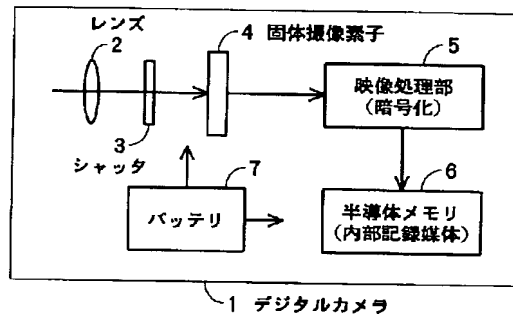 レンズ
2
3
シャッタ
4 固体撮像素子
5
映像処理部
(暗号化)
6
半導体メモリ
(内部記録媒体)
7
バッテリ
1 デジタルカメラ